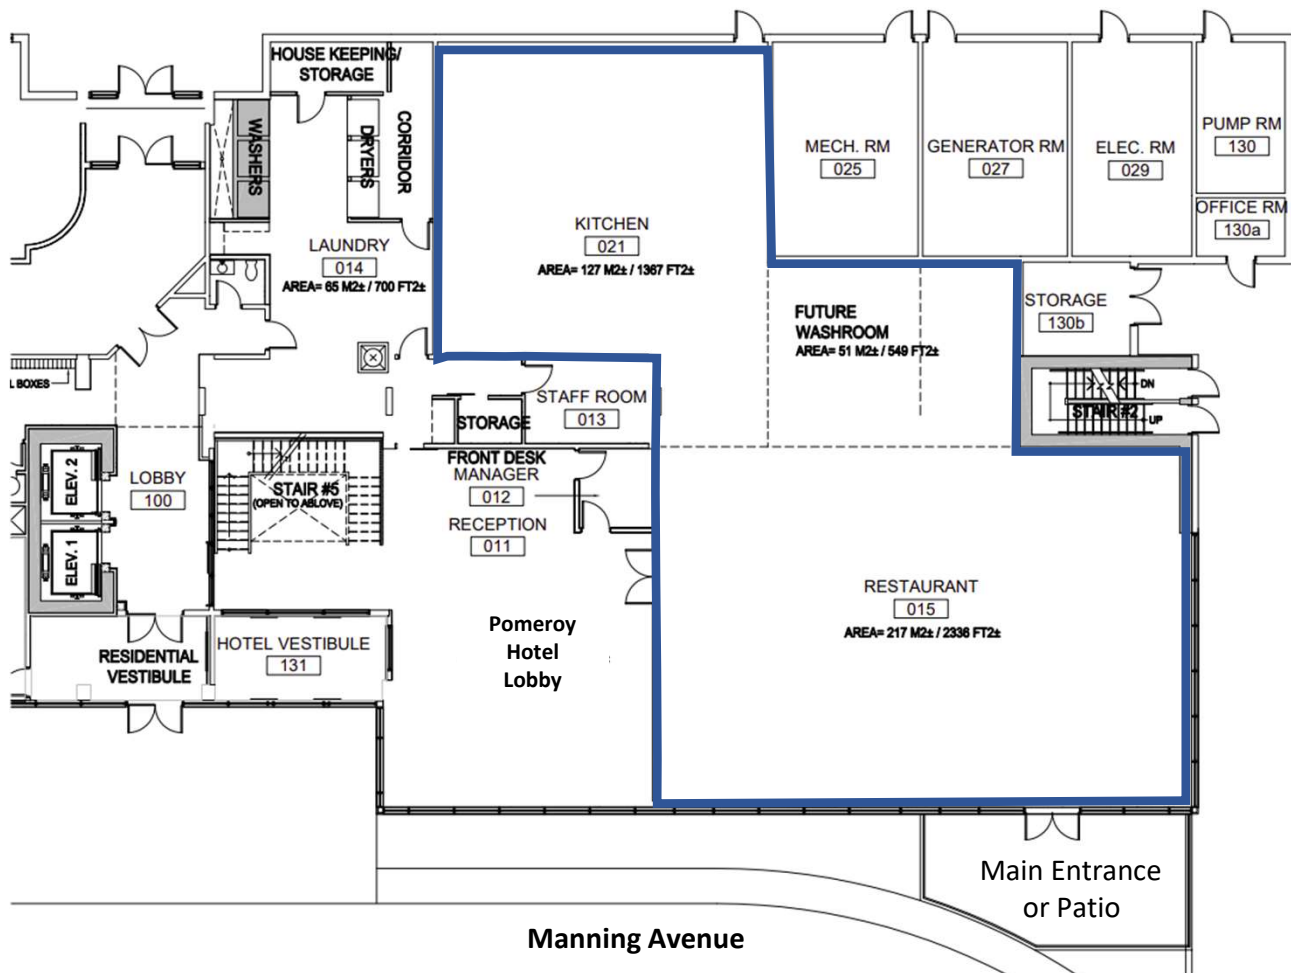 HOUSE KEEPING/
STORAGE
WASHERS
DRYERS
CORRIDOR
LAUNDRY
014
AREA= 65 M2± / 700 FT2±
KITCHEN
021
AREA= 127 M2± / 1367 FT2±
MECH. RM
025
GENERATOR RM
027
ELEC. RM
029
PUMP RM
130
OFFICE RM
130a
FUTURE
WASHROOM
AREA= 51 M2± / 549 FT2±
STORAGE
130b
DN
STAIR #2
UP
L BOXES
STAFF ROOM
013
STORAGE
ELEV. 2
ELEV. 1
LOBBY
100
STAIR #5
(OPEN TO ABLOVE)
FRONT DESK
MANAGER
012
RECEPTION
011
RESTAURANT
015
AREA= 217 M2± / 2336 FT2±
Pomeroy
Hotel
Lobby
HOTEL VESTIBULE
131
RESIDENTIAL
VESTIBULE
Main Entrance
or Patio
Manning Avenue